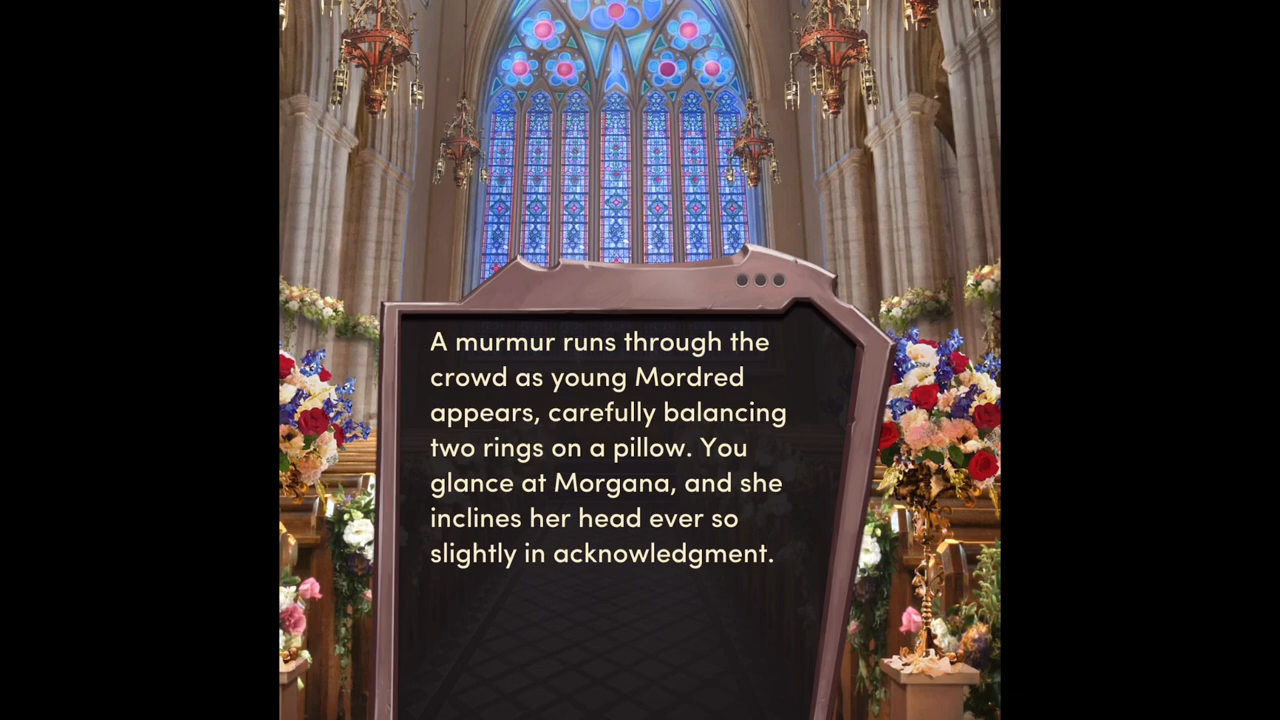 A murmur runs through the
crowd as young Mordred
appears, carefully balancing
two rings on a pillow. You
glance at Morgana, and she
inclines her head ever so
slightly in acknowledgment.